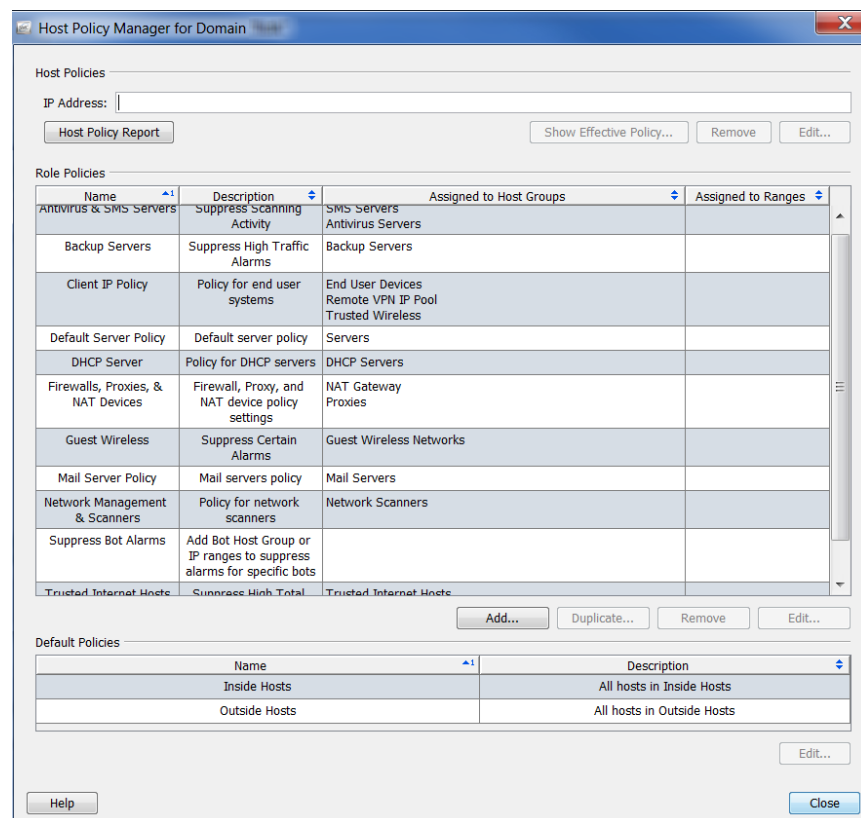 Host Policy Manager for Domain
X
Host Policies
IP Address:
Host Policy Report
Show Effective Policy...
Remove
Edit...
Role Policies
Name
1
Description
Assigned to Host Groups
Assigned to Ranges
Antivirus & SMS Servers
Suppress Scanning
Activity
SMS Servers
Antivirus Servers
Backup Servers
Suppress High Traffic
Alarms
Backup Servers
Client IP Policy
Policy for end user
systems
End User Devices
Remote VPN IP Pool
Trusted Wireless
Default Server Policy
Default server policy
Servers
DHCP Server
Policy for DHCP servers
DHCP Servers
Firewalls, Proxies, &
NAT Devices
Firewall, Proxy, and
NAT device policy
settings
NAT Gateway
Proxies
Guest Wireless
Suppress Certain
Alarms
Guest Wireless Networks
Mail Server Policy
Mail servers policy
Mail Servers
Network Management
& Scanners
Policy for network
scanners
Network Scanners
Suppress Bot Alarms
Add Bot Host Group or
IP ranges to suppress
alarms for specific bots
Trusted Internet Hosts
Suppress High Total
Trusted Internet Hosts
Add...
Duplicate...
Remove
Edit...
Default Policies
Name
1
Description
Inside Hosts
All hosts in Inside Hosts
Outside Hosts
All hosts in Outside Hosts
Edit...
Help
Close